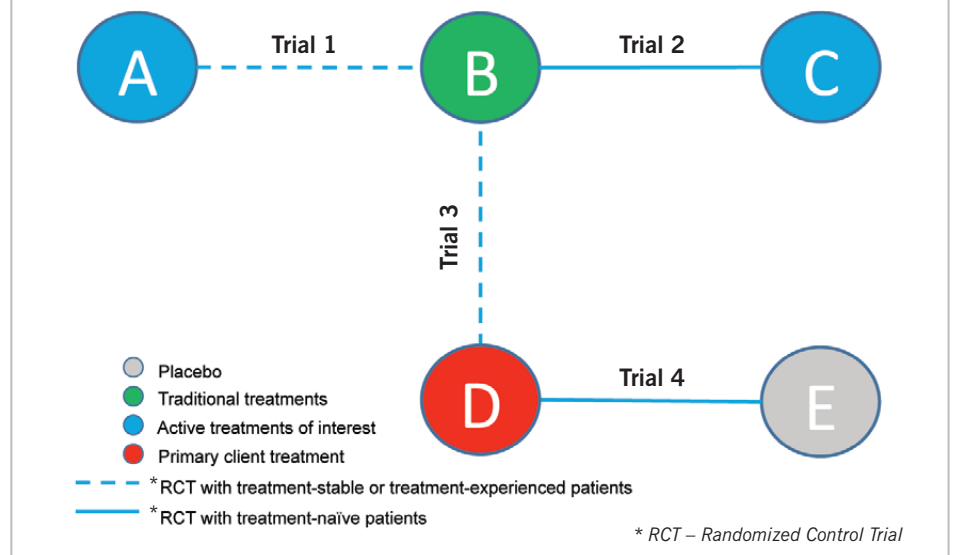 Trial 1
Trial 2
A
B
C
Trial 3
Placebo
Traditional treatments
Active treatments of interest
Primary client treatment
D
Trial 4
E
*RCT with treatment-stable or treatment-experienced patients
*RCT with treatment-naïve patients
* RCT – Randomized Control Trial